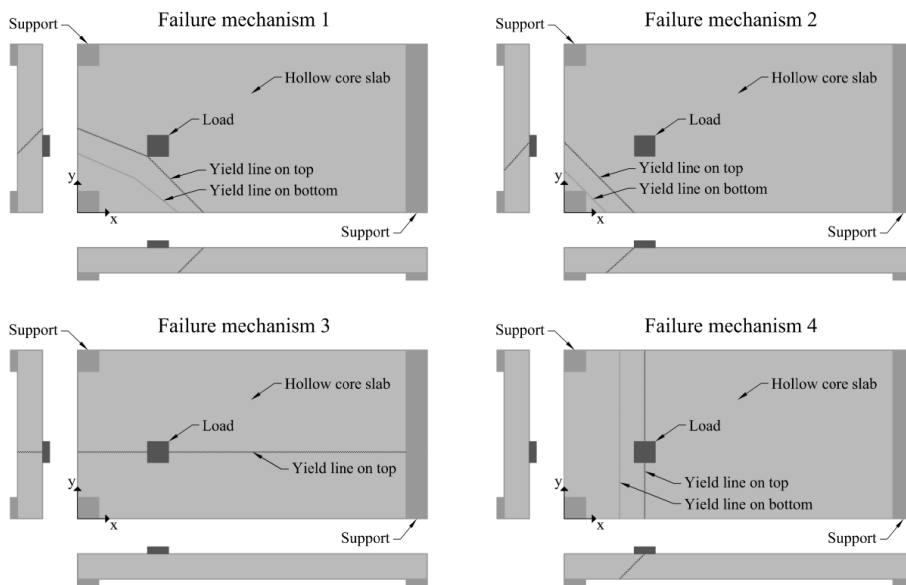 Failure mechanism 1
Support
Hollow core slab
Load
Yield line on top
Yield line on bottom
y
x
Support
Failure mechanism 2
Support
Hollow core slab
Load
Yield line on top
Yield line on bottom
y
x
Support
Failure mechanism 3
Support
Hollow core slab
Load
Yield line on top
y
x
Support
Failure mechanism 4
Support
Hollow core slab
Load
Yield line on top
Yield line on bottom
y
x
Support